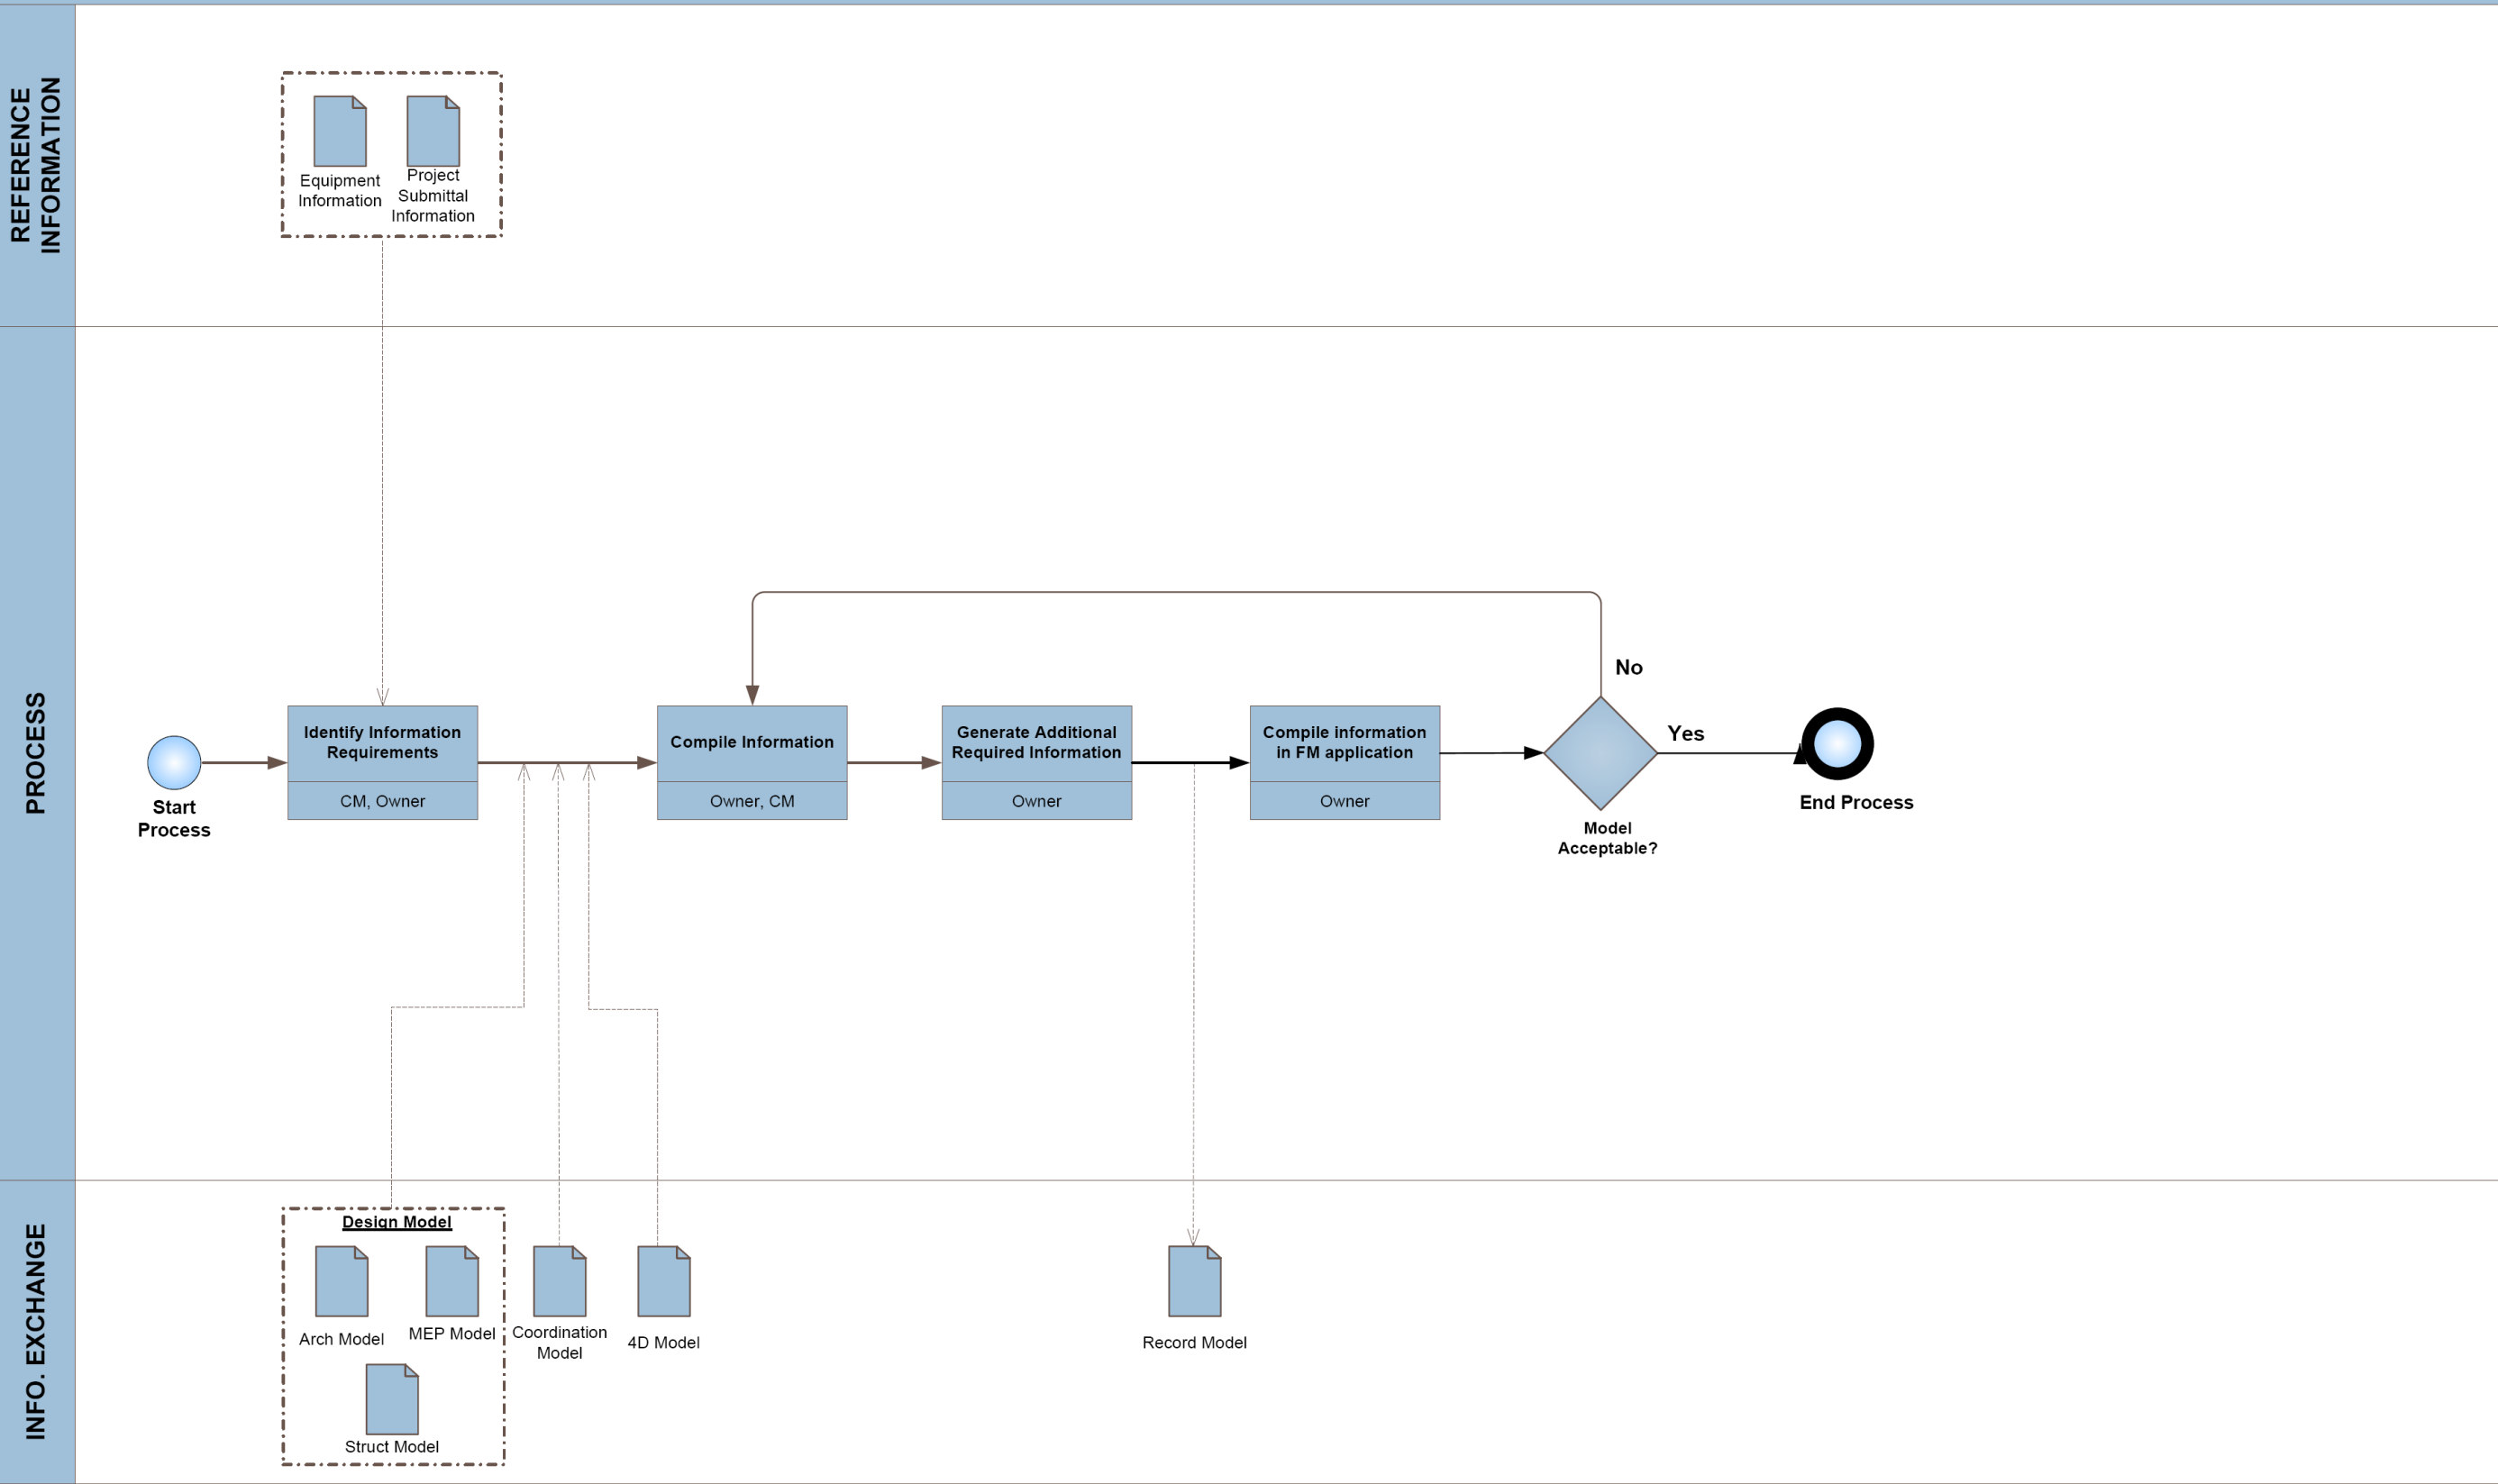 REFERENCE
INFORMATION
Equipment
Information
Project
Submittal
Information
PROCESS
Start
Process
Identify Information
Requirements
CM, Owner
Compile Information
Owner, CM
Generate Additional
Required Information
Owner
Compile information
in FM application
Owner
No
Yes
Model
Acceptable?
End Process
INFO. EXCHANGE
Design Model
Arch Model
MEP Model
Struct Model
Coordination
Model
4D Model
Record Model